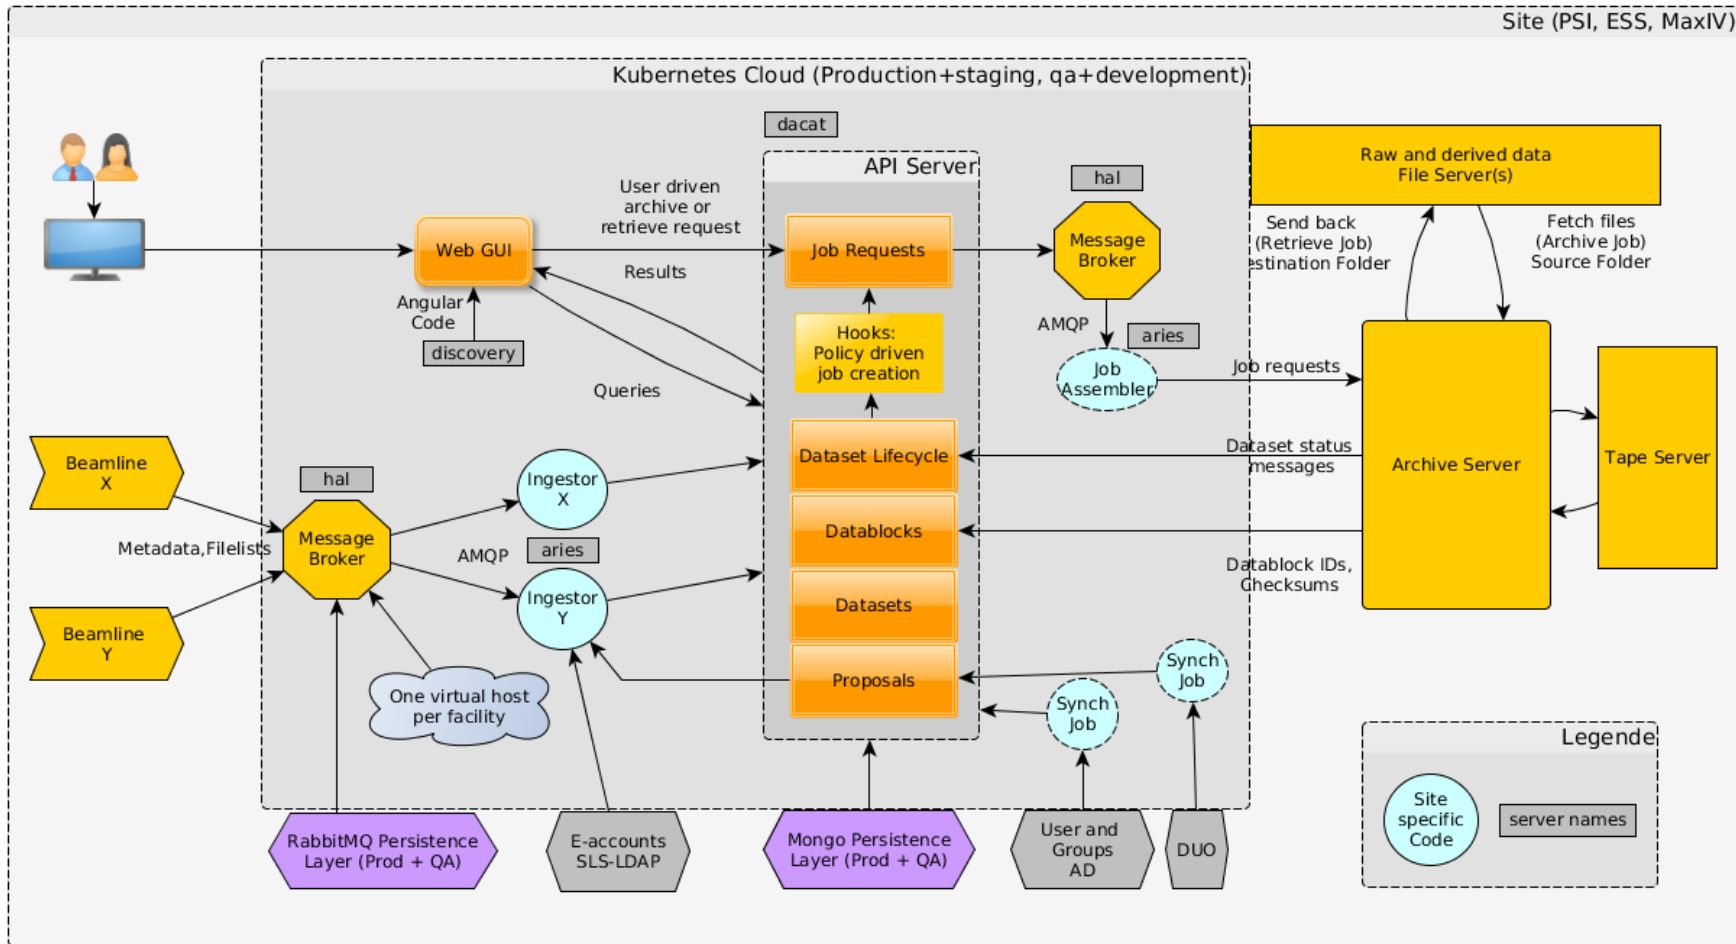 Site (PSI, ESS, MaxIV)
Kubernetes Cloud (Production+staging, qa+development)
dacat
API Server
hal
Raw and derived data
File Server(s)
User driven
archive or
retrieve request
Web GUI
Job Requests
Message
Broker
Send back
(Retrieve Job)
estination Folder
Fetch files
(Archive Job)
Source Folder
Results
Angular
Code
discovery
Hooks:
Policy driven
job creation
AMQP
aries
Job
Assembler
Job requests
Queries
Beamline
X
hal
Ingestor
X
Dataset Lifecycle
Dataset status
messages
Archive Server
Tape Server
Metadata,Filelists
Message
Broker
AMQP
aries
Datablocks
Datablock IDs,
Checksums
Beamline
Y
Ingestor
Y
Datasets
One virtual host
per facility
Proposals
Synch
Job
Synch
Job
Legende
Site
specific
Code
server names
RabbitMQ Persistence
Layer (Prod + QA)
E-accounts
SLS-LDAP
Mongo Persistence
Layer (Prod + QA)
User and
Groups
AD
DUO